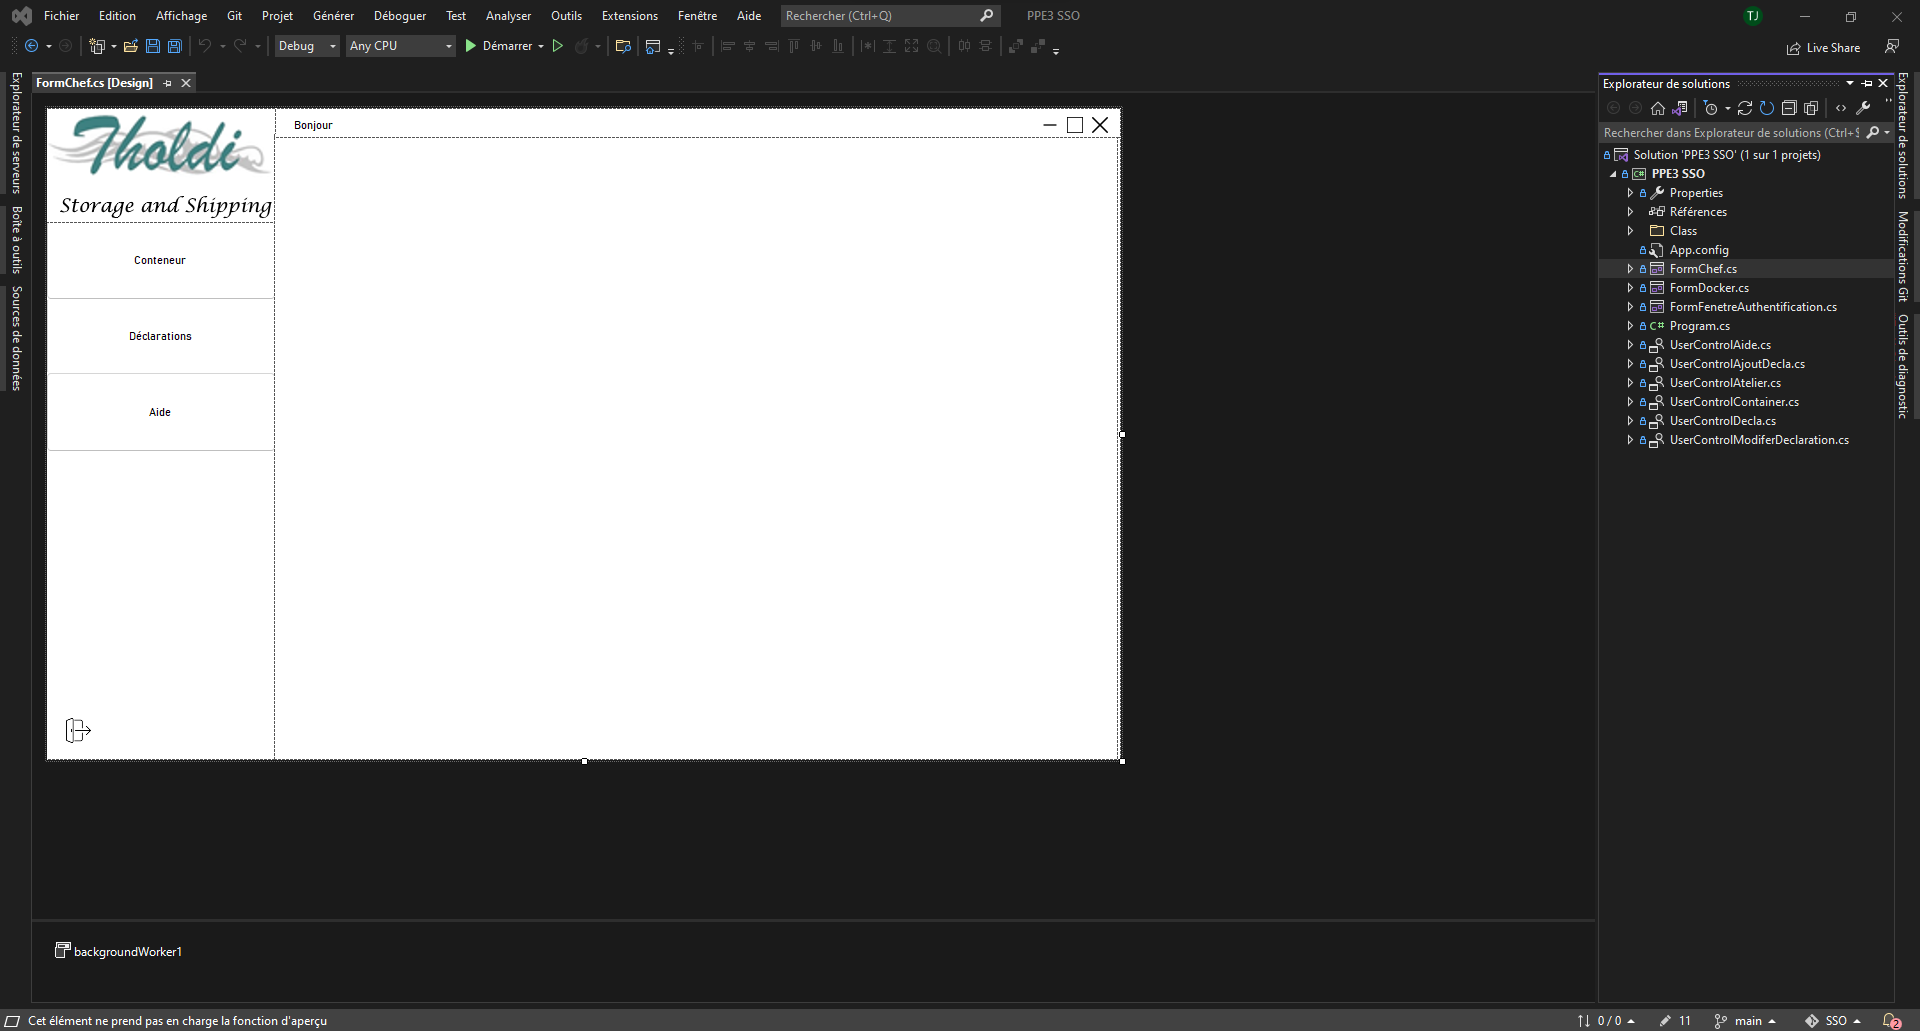 Fichier Edition Affichage Git Projet Générer Déboguer Test Analyser Outils Extensions Fenêtre Aide Rechercher (Ctrl+Q) PPE3 SSO TJ
Debug Any CPU Démarrer Live Share
Explorateur de serveurs
Boîte à outils
Sources de données
FormChef.cs [Design]
Tholdi
Storage and Shipping
Bonjour
Conteneur
Déclarations
Aide
backgroundWorker1
Explorateur de solutions
Rechercher dans Explorateur de solutions (Ctrl+$
Solution 'PPE3 SSO' (1 sur 1 projets)
PPE3 SSO
Properties
Références
Class
App.config
FormChef.cs
FormDocker.cs
FormFenetreAuthentification.cs
C# Program.cs
UserControlAide.cs
UserControlAjoutDecla.cs
UserControlAtelier.cs
UserControlContainer.cs
UserControlDecla.cs
UserControlModiferDeclaration.cs
Explorateur de solutions
Modifications Git
Outils de diagnostic
Cet élément ne prend pas en charge la fonction d'aperçu
0 / 0 11 main SSO 2